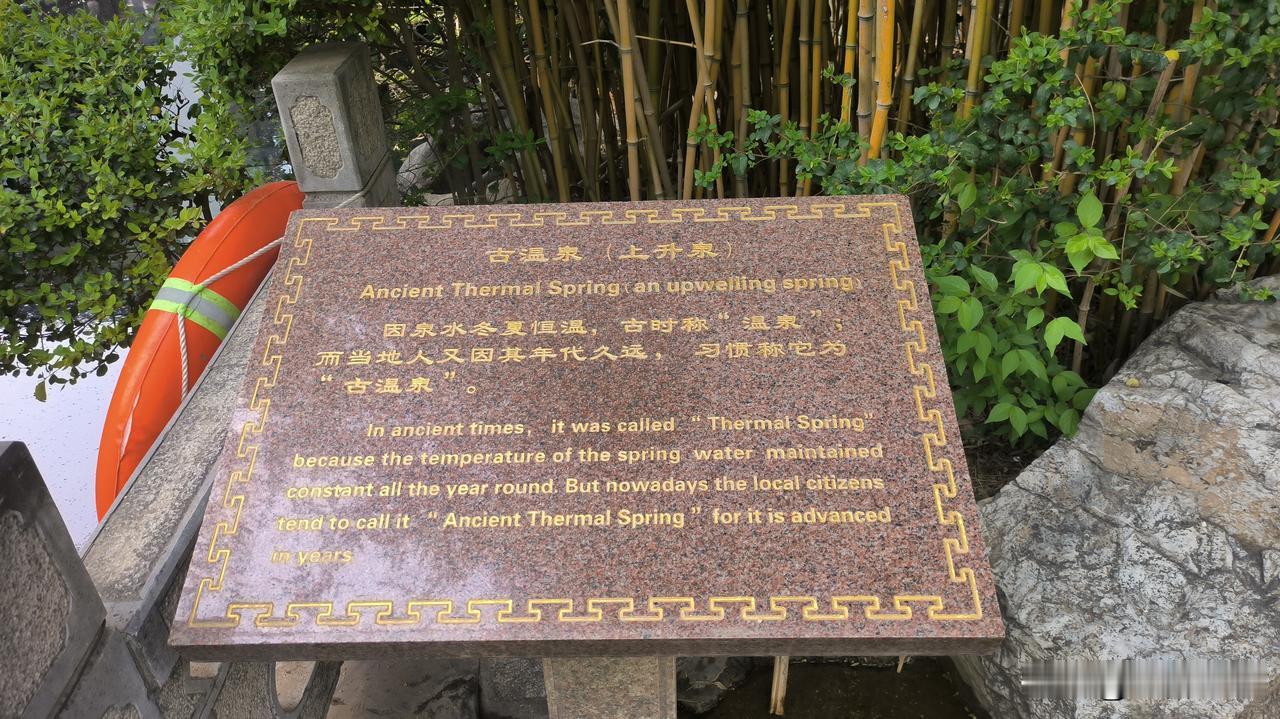 古温泉（上升泉）
Ancient Thermal Spring(an upwelling spring)
因泉水冬夏恒温，古时称“温泉”；
而当地人又因其年代久远， 习惯称它为
“古温泉”。
In ancient times, it was called “Thermal Spring”
because the temperature of the spring water maintained
constant all the year round. But nowadays the local citizens
tend to call it “Ancient Thermal Spring” for it is advanced
in years